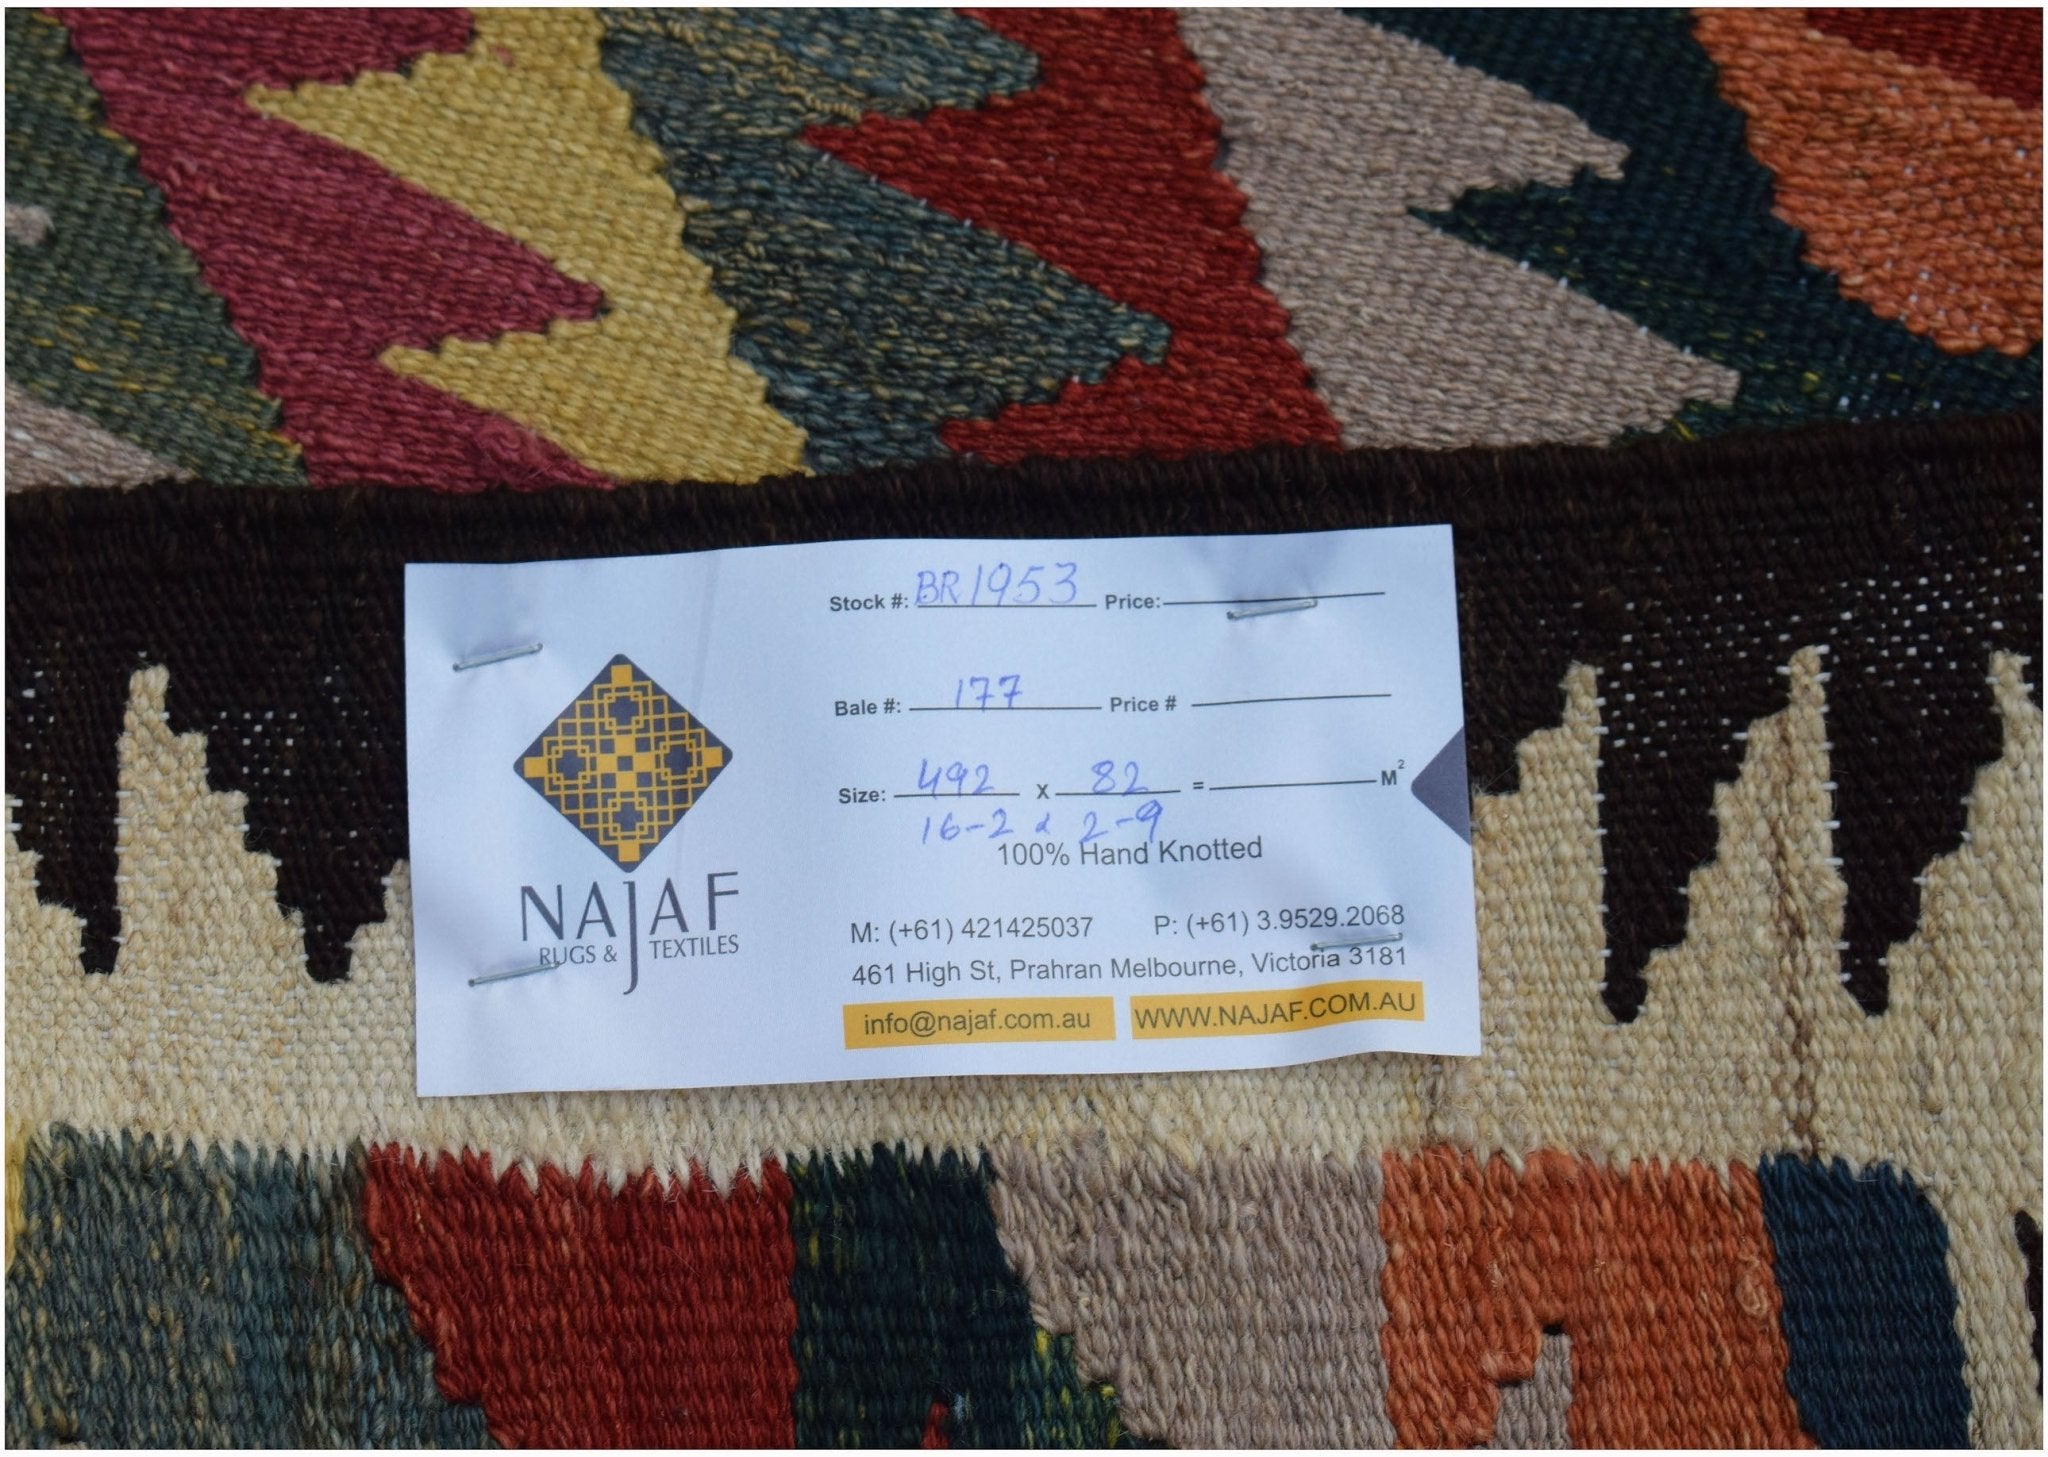 Stock #: BR1953 Price:
Bale #: 177 Price #
Size: 492 x 82 = M²
16-2 x 2-9
100% Hand Knotted
NAJAF
RUGS & TEXTILES
M: (+61) 421425037 P: (+61) 3.9529.2068
461 High St, Prahran Melbourne, Victoria 3181
info@najaf.com.au WWW.NAJAF.COM.AU